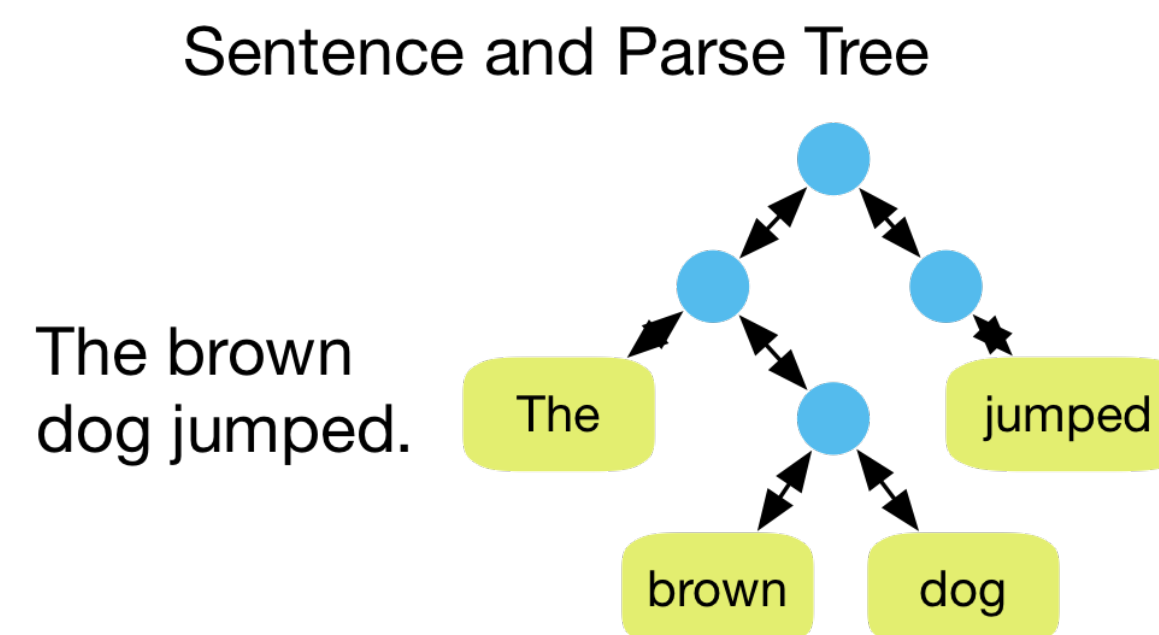 Sentence and Parse Tree
The brown
dog jumped.
The
jumped
brown
dog